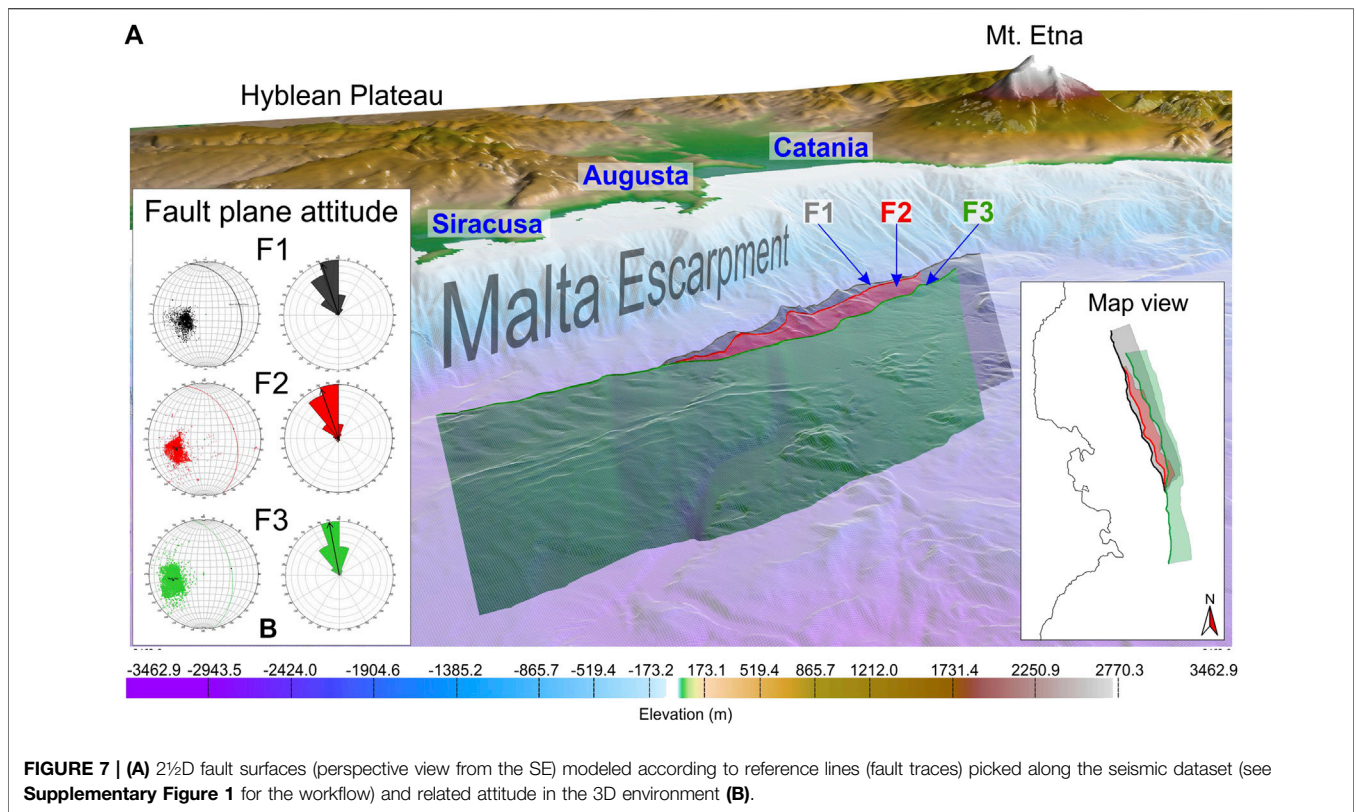 A
Mt. Etna
Hyblean Plateau
Catania
Augusta
Siracusa
Malta Escarpment
F1 F2 F3
Fault plane attitude
F1
F2
F3
B
Map view
N
-3462.9 -2943.5 -2424.0 -1904.6 -1385.2 -865.7 -519.4 -173.2 173.1 519.4 865.7 1212.0 1731.4 2250.9 2770.3 3462.9
Elevation (m)
FIGURE 7 | (A) 2½D fault surfaces (perspective view from the SE) modeled according to reference lines (fault traces) picked along the seismic dataset (see
Supplementary Figure 1 for the workflow) and related attitude in the 3D environment (B).